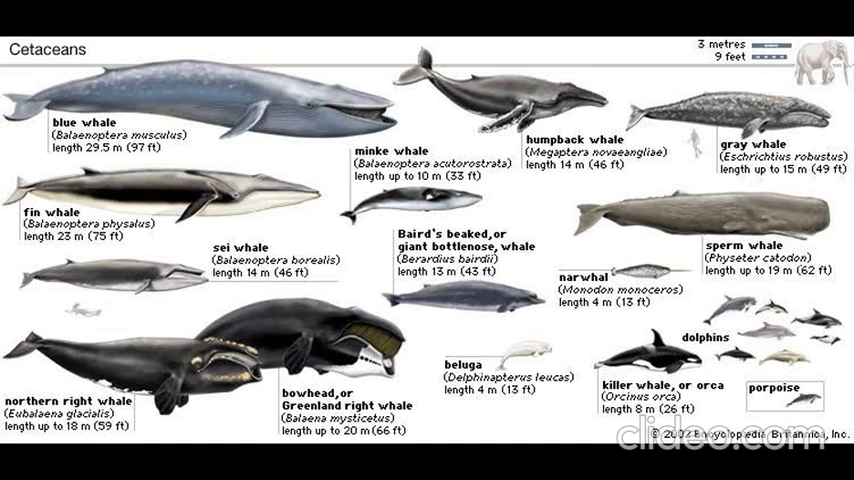 Cetaceans
3 metres
9 feet
blue whale
(Balaenoptera musculus)
length 29.5 m (97 ft)
minke whale
(Balaenoptera acutorostrata)
length up to 10 m (33 ft)
humpback whale
(Megaptera novaeangliae)
length 14 m (46 ft)
gray whale
(Eschrichtius robustus)
length up to 15 m (49 ft)
fin whale
(Balaenoptera physalus)
length 23 m (75 ft)
sei whale
(Balaenoptera borealis)
length 14 m (46 ft)
Baird's beaked, or
giant bottlenose, whale
(Berardius bairdii)
length 13 m (43 ft)
sperm whale
(Physeter catodon)
length up to 19 m (62 ft)
narwhal
(Monodon monoceros)
length 4 m (13 ft)
dolphins
northern right whale
(Eubalaena glacialis)
length up to 18 m (59 ft)
bowhead, or
Greenland right whale
(Balaena mysticetus)
length up to 20 m (66 ft)
beluga
(Delphinapterus leucas)
length 4 m (13 ft)
killer whale, or orca
(Orcinus orca)
length 8 m (26 ft)
porpoise
© 2002 Encyclopædia Britannica, Inc.
clideo.com